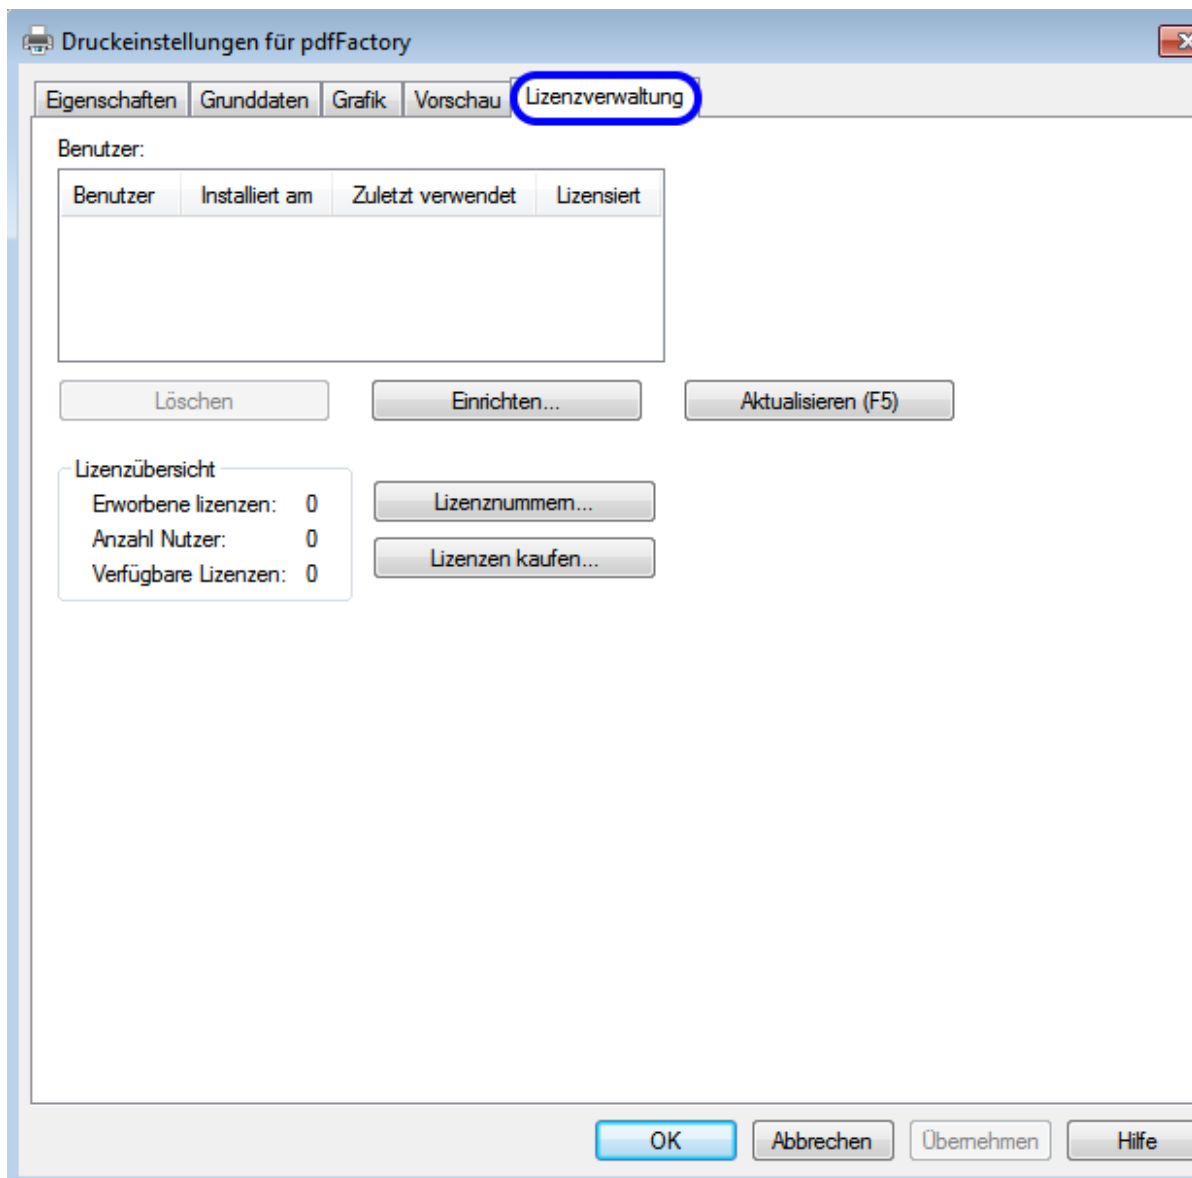 Druckeinstellungen für pdfFactory
Eigenschaften Grunddaten Grafik Vorschau Lizenzverwaltung
Benutzer:
Benutzer Installiert am Zuletzt verwendet Lizensiert
Löschen Einrichten... Aktualisieren (F5)
Lizenzübersicht
Erworbene lizenzen: 0
Anzahl Nutzer: 0
Verfügbare Lizenzen: 0
Lizenznummern...
Lizenzen kaufen...
OK Abbrechen Übernehmen Hilfe